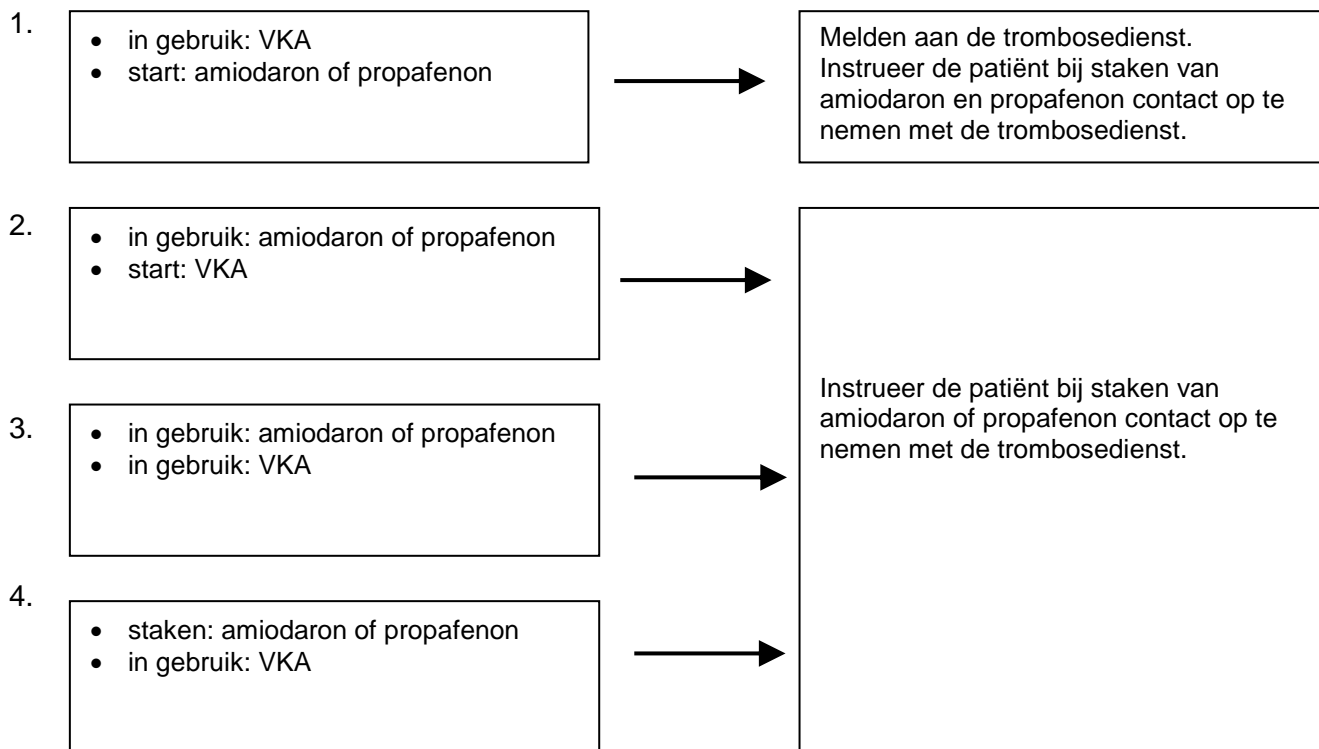 1.
• in gebruik: VKA
• start: amiodaron of propafenon
Melden aan de trombosedienst.
Instrueer de patiënt bij staken van
amiodaron en propafenon contact op te
nemen met de trombosedienst.
2.
• in gebruik: amiodaron of propafenon
• start: VKA
3.
• in gebruik: amiodaron of propafenon
• in gebruik: VKA
4.
• staken: amiodaron of propafenon
• in gebruik: VKA
Instrueer de patiënt bij staken van
amiodaron of propafenon contact op te
nemen met de trombosedienst.